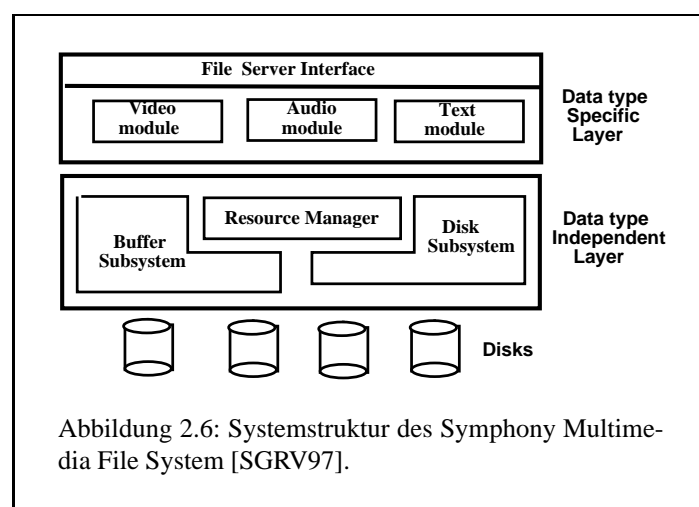 File Server Interface
Video
module
Audio
module
Text
module
Data type
Specific
Layer
Resource Manager
Buffer
Subsystem
Disk
Subsystem
Data type
Independent
Layer
Disks
Abbildung 2.6: Systemstruktur des Symphony Multime-
dia File System [SGRV97].